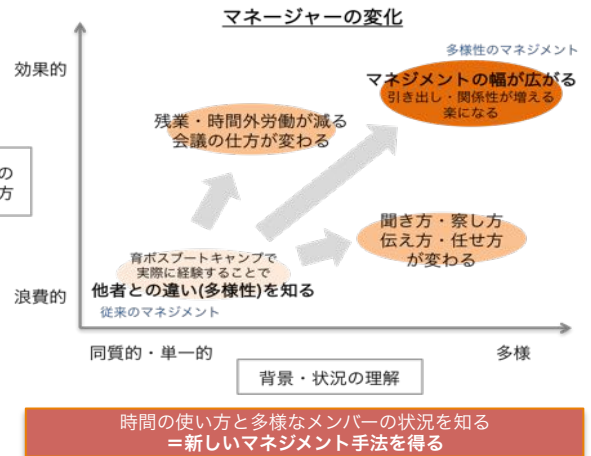 マネージャーの変化
効果的
多様性のマネジメント
マネジメントの幅が広がる
引き出し・関係性が増える
楽になる
残業・時間外労働が減る
会議の仕方が変わる
の
方
聞き方・察し方
伝え方・任せ方
が変わる
育ボスブートキャンプで
実際に経験することで
他者との違い(多様性)を知る
浪費的
従来のマネジメント
同質的・単一的
多様
背景・状況の理解
時間の使い方と多様なメンバーの状況を知る
＝新しいマネジメント手法を得る